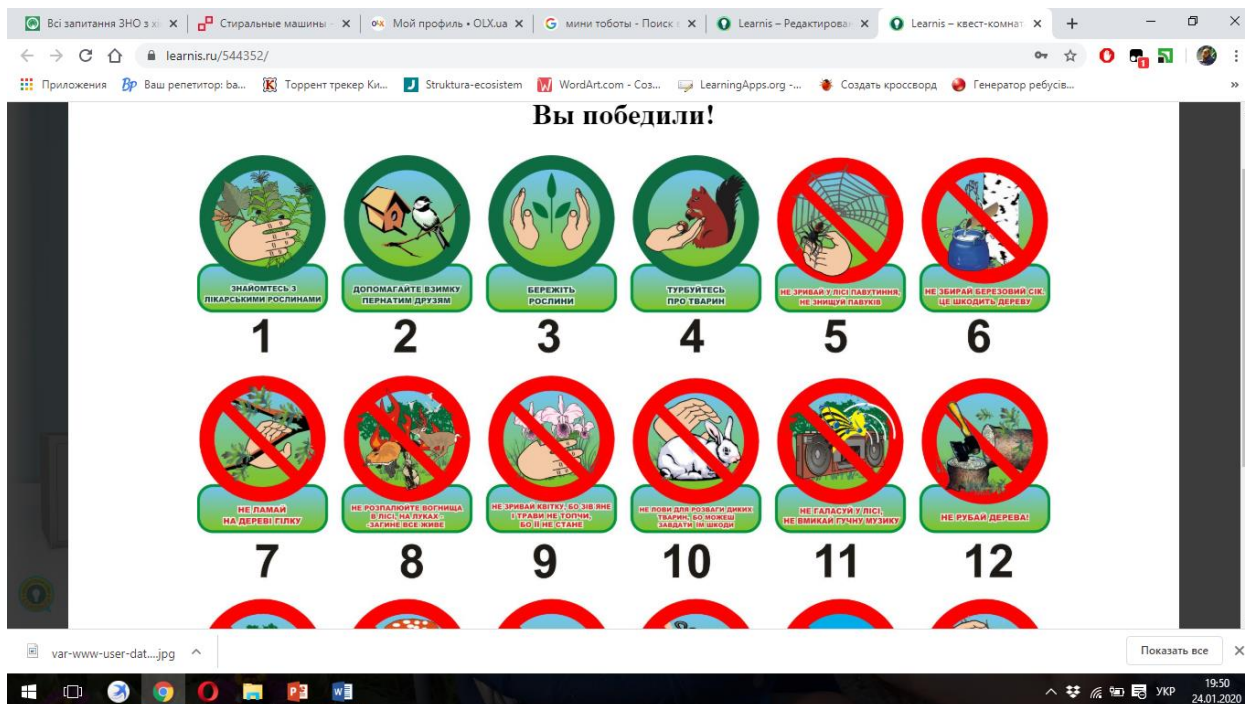 Всі запитання ЗНО з хі
Стиральные машины -
Мой профиль • OLX.ua
мини тоботы - Поиск в
Learnis – Редактирова
Learnis – квест-комнат
learnis.ru/544352/
Приложения
Ваш репетитор: ba...
Торрент трекер Ки...
Struktura-ecosistem
WordArt.com - Соз...
LearningApps.org -...
Создать кроссворд
Генератор ребусів...
Вы победили!
ЗНАЙОМТЕСЬ З
ЛІКАРСЬКИМИ РОСЛИНАМИ
1
ДОПОМАГАЙТЕ ВЗИМКУ
ПЕРНАТИМ ДРУЗЯМ
2
БЕРЕЖІТЬ
РОСЛИНИ
3
ТУРБУЙТЕСЬ
ПРО ТВАРИН
4
НЕ ЗРИВАЙ У ЛІСІ ПАВУТИННЯ,
НЕ ЗНИЩУЙ ПАВУКІВ
5
НЕ ЗБИРАЙ БЕРЕЗОВИЙ СІК.
ЦЕ ШКОДИТЬ ДЕРЕВУ
6
НЕ ЛАМАЙ
НА ДЕРЕВІ ГІЛКУ
7
НЕ РОЗПАЛЮЙТЕ ВОГНИЩА
В ЛІСІ, НА ЛУКАХ -
ЗАГИНЕ ВСЕ ЖИВЕ
8
НЕ ЗРИВАЙ КВІТКУ, БО ЗІВ.ЯНЕ
І ТРАВИ НЕ ТОПЧИ,
БО ЇЇ НЕ СТАНЕ
9
НЕ ЛОВИ ДЛЯ РОЗВАГИ ДИКИХ
ТВАРИН, БО МОЖЕШ
ЗАВДАТИ ЇМ ШКОДИ
10
НЕ ГАЛАСУЙ У ЛІСІ,
НЕ ВМИКАЙ ГУЧНУ МУЗИКУ
11
НЕ РУБАЙ ДЕРЕВА!
12
var-www-user-dat....jpg
Показать все
УКР
19:50
24.01.2020